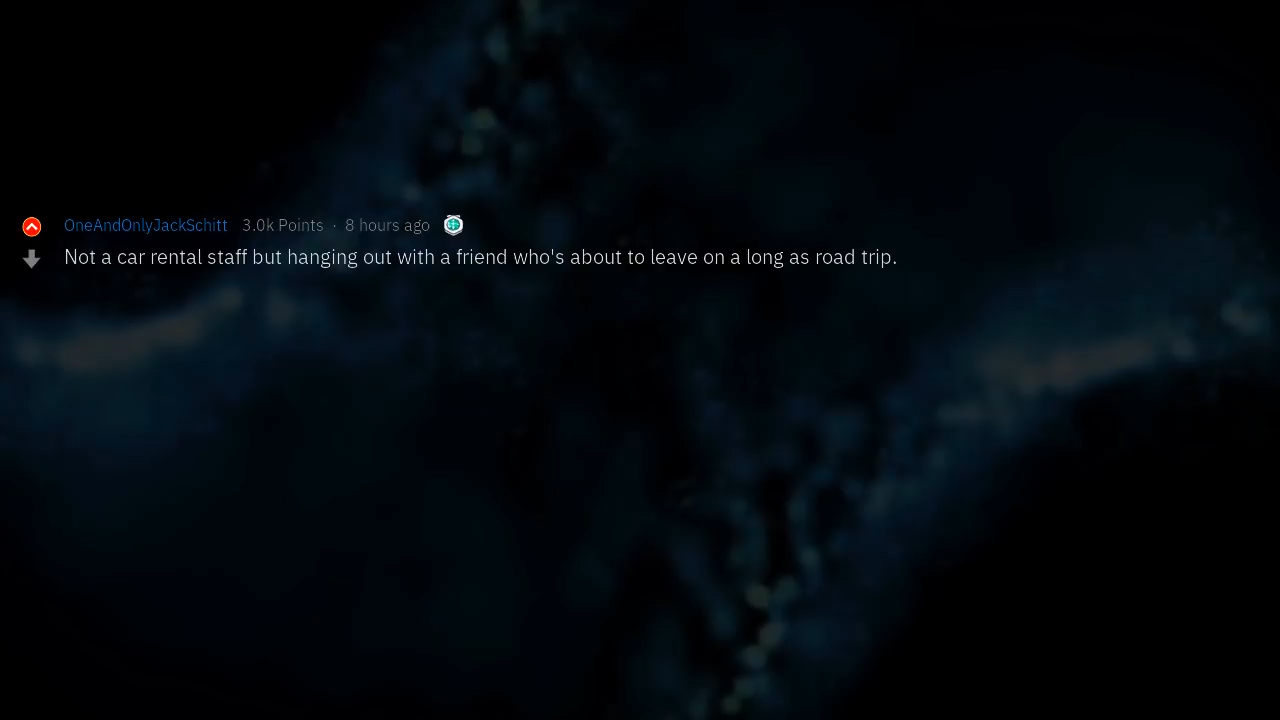 OneAndOnlyJackSchitt 3.0k Points · 8 hours ago
Not a car rental staff but hanging out with a friend who's about to leave on a long as road trip.